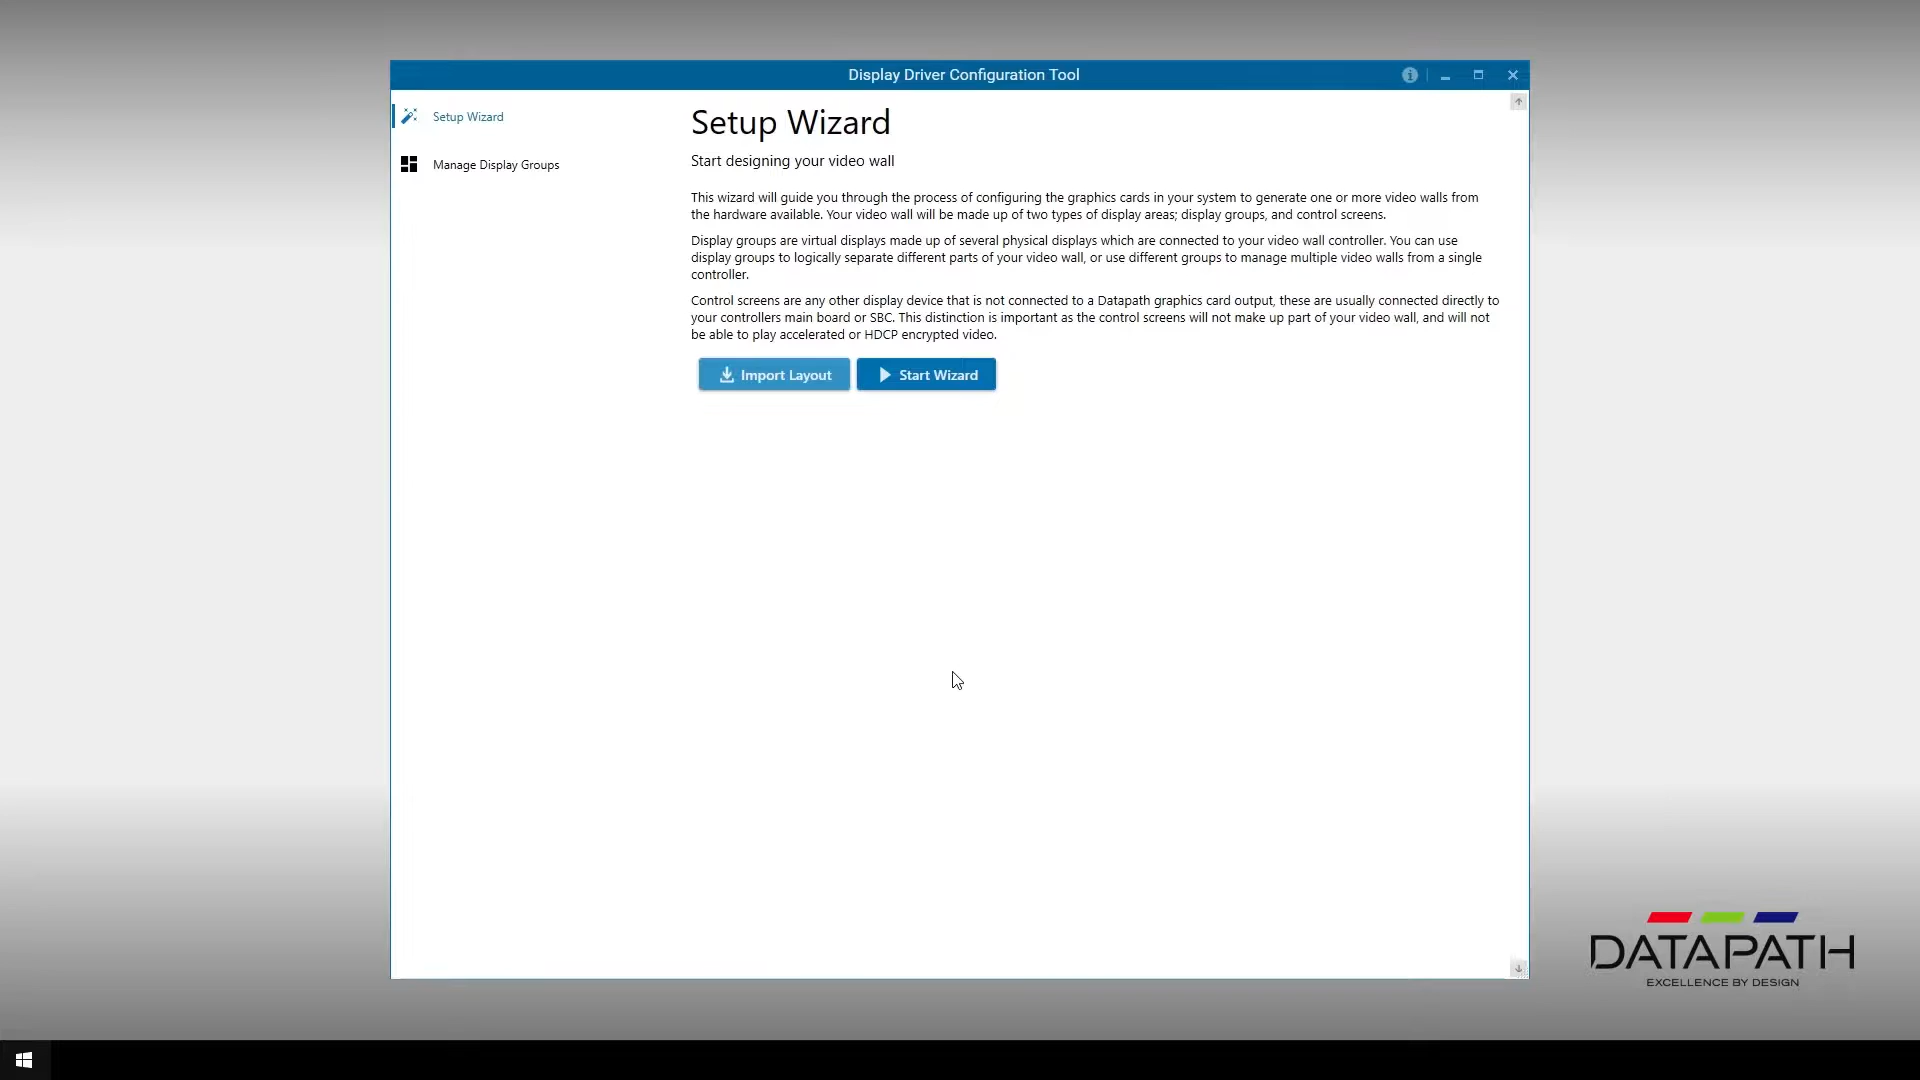 Display Driver Configuration Tool
Setup Wizard
Manage Display Groups
Setup Wizard
Start designing your video wall
This wizard will guide you through the process of configuring the graphics cards in your system to generate one or more video walls from
the hardware available. Your video wall will be made up of two types of display areas; display groups, and control screens.
Display groups are virtual displays made up of several physical displays which are connected to your video wall controller. You can use
display groups to logically separate different parts of your video wall, or use different groups to manage multiple video walls from a single
controller.
Control screens are any other display device that is not connected to a Datapath graphics card output, these are usually connected directly to
your controllers main board or SBC. This distinction is important as the control screens will not make up part of your video wall, and will not
be able to play accelerated or HDCP encrypted video.
Import Layout
Start Wizard
DATAPATH
EXCELLENCE BY DESIGN